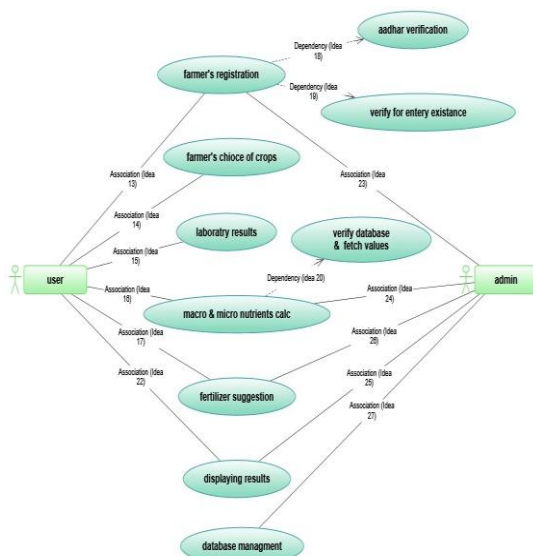 aadhar verification
Dependency (Idea
18)
farmer's registration
Dependency (Idea
19)
verify for entery existance
farmer's chioce of crops
Association (Idea
13)
Association (Idea
23)
Association (Idea
14)
laboratry results
verify database
& fetch values
Association (Idea
15)
Dependency (Idea 20)
user
admin
Association (Idea
16)
Association (Idea
24)
macro & micro nutrients calc
Association (Idea
17)
Association (Idea
26)
Association (Idea
22)
Association (Idea
25)
fertilizer suggestion
Association (Idea
27)
displaying results
database managment